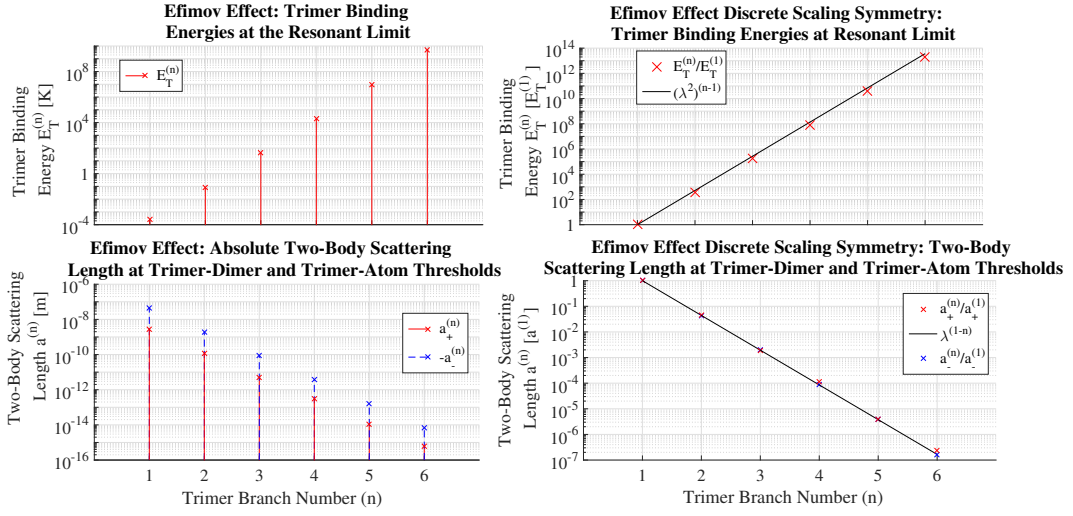 Efimov Effect: Trimer Binding
Energies at the Resonant Limit
Trimer Binding
Energy E_T^(n) [K]
10^8
10^4
1
10^-4
E_T^(n)
Efimov Effect Discrete Scaling Symmetry:
Trimer Binding Energies at Resonant Limit
Trimer Binding
Energy E_T^(n) [E_T^(1)]
10^14
10^12
10^10
10^8
10^6
10^4
10^2
1
E_T^(n)/E_T^(1)
(λ^2)^(n-1)
Efimov Effect: Absolute Two-Body Scattering
Length at Trimer-Dimer and Trimer-Atom Thresholds
Two-Body Scattering
Length a^(n) [m]
10^-6
10^-8
10^-10
10^-12
10^-14
10^-16
a_+^(n)
-a_-^(n)
1 2 3 4 5 6
Trimer Branch Number (n)
Efimov Effect Discrete Scaling Symmetry: Two-Body
Scattering Length at Trimer-Dimer and Trimer-Atom Thresholds
Two-Body Scattering
Length a^(n) [a^(1)]
10^-1
10^-2
10^-3
10^-4
10^-5
10^-6
10^-7
a_+^(n)/a_+^(1)
λ^(1-n)
a_-^(n)/a_-^(1)
1 2 3 4 5 6
Trimer Branch Number (n)